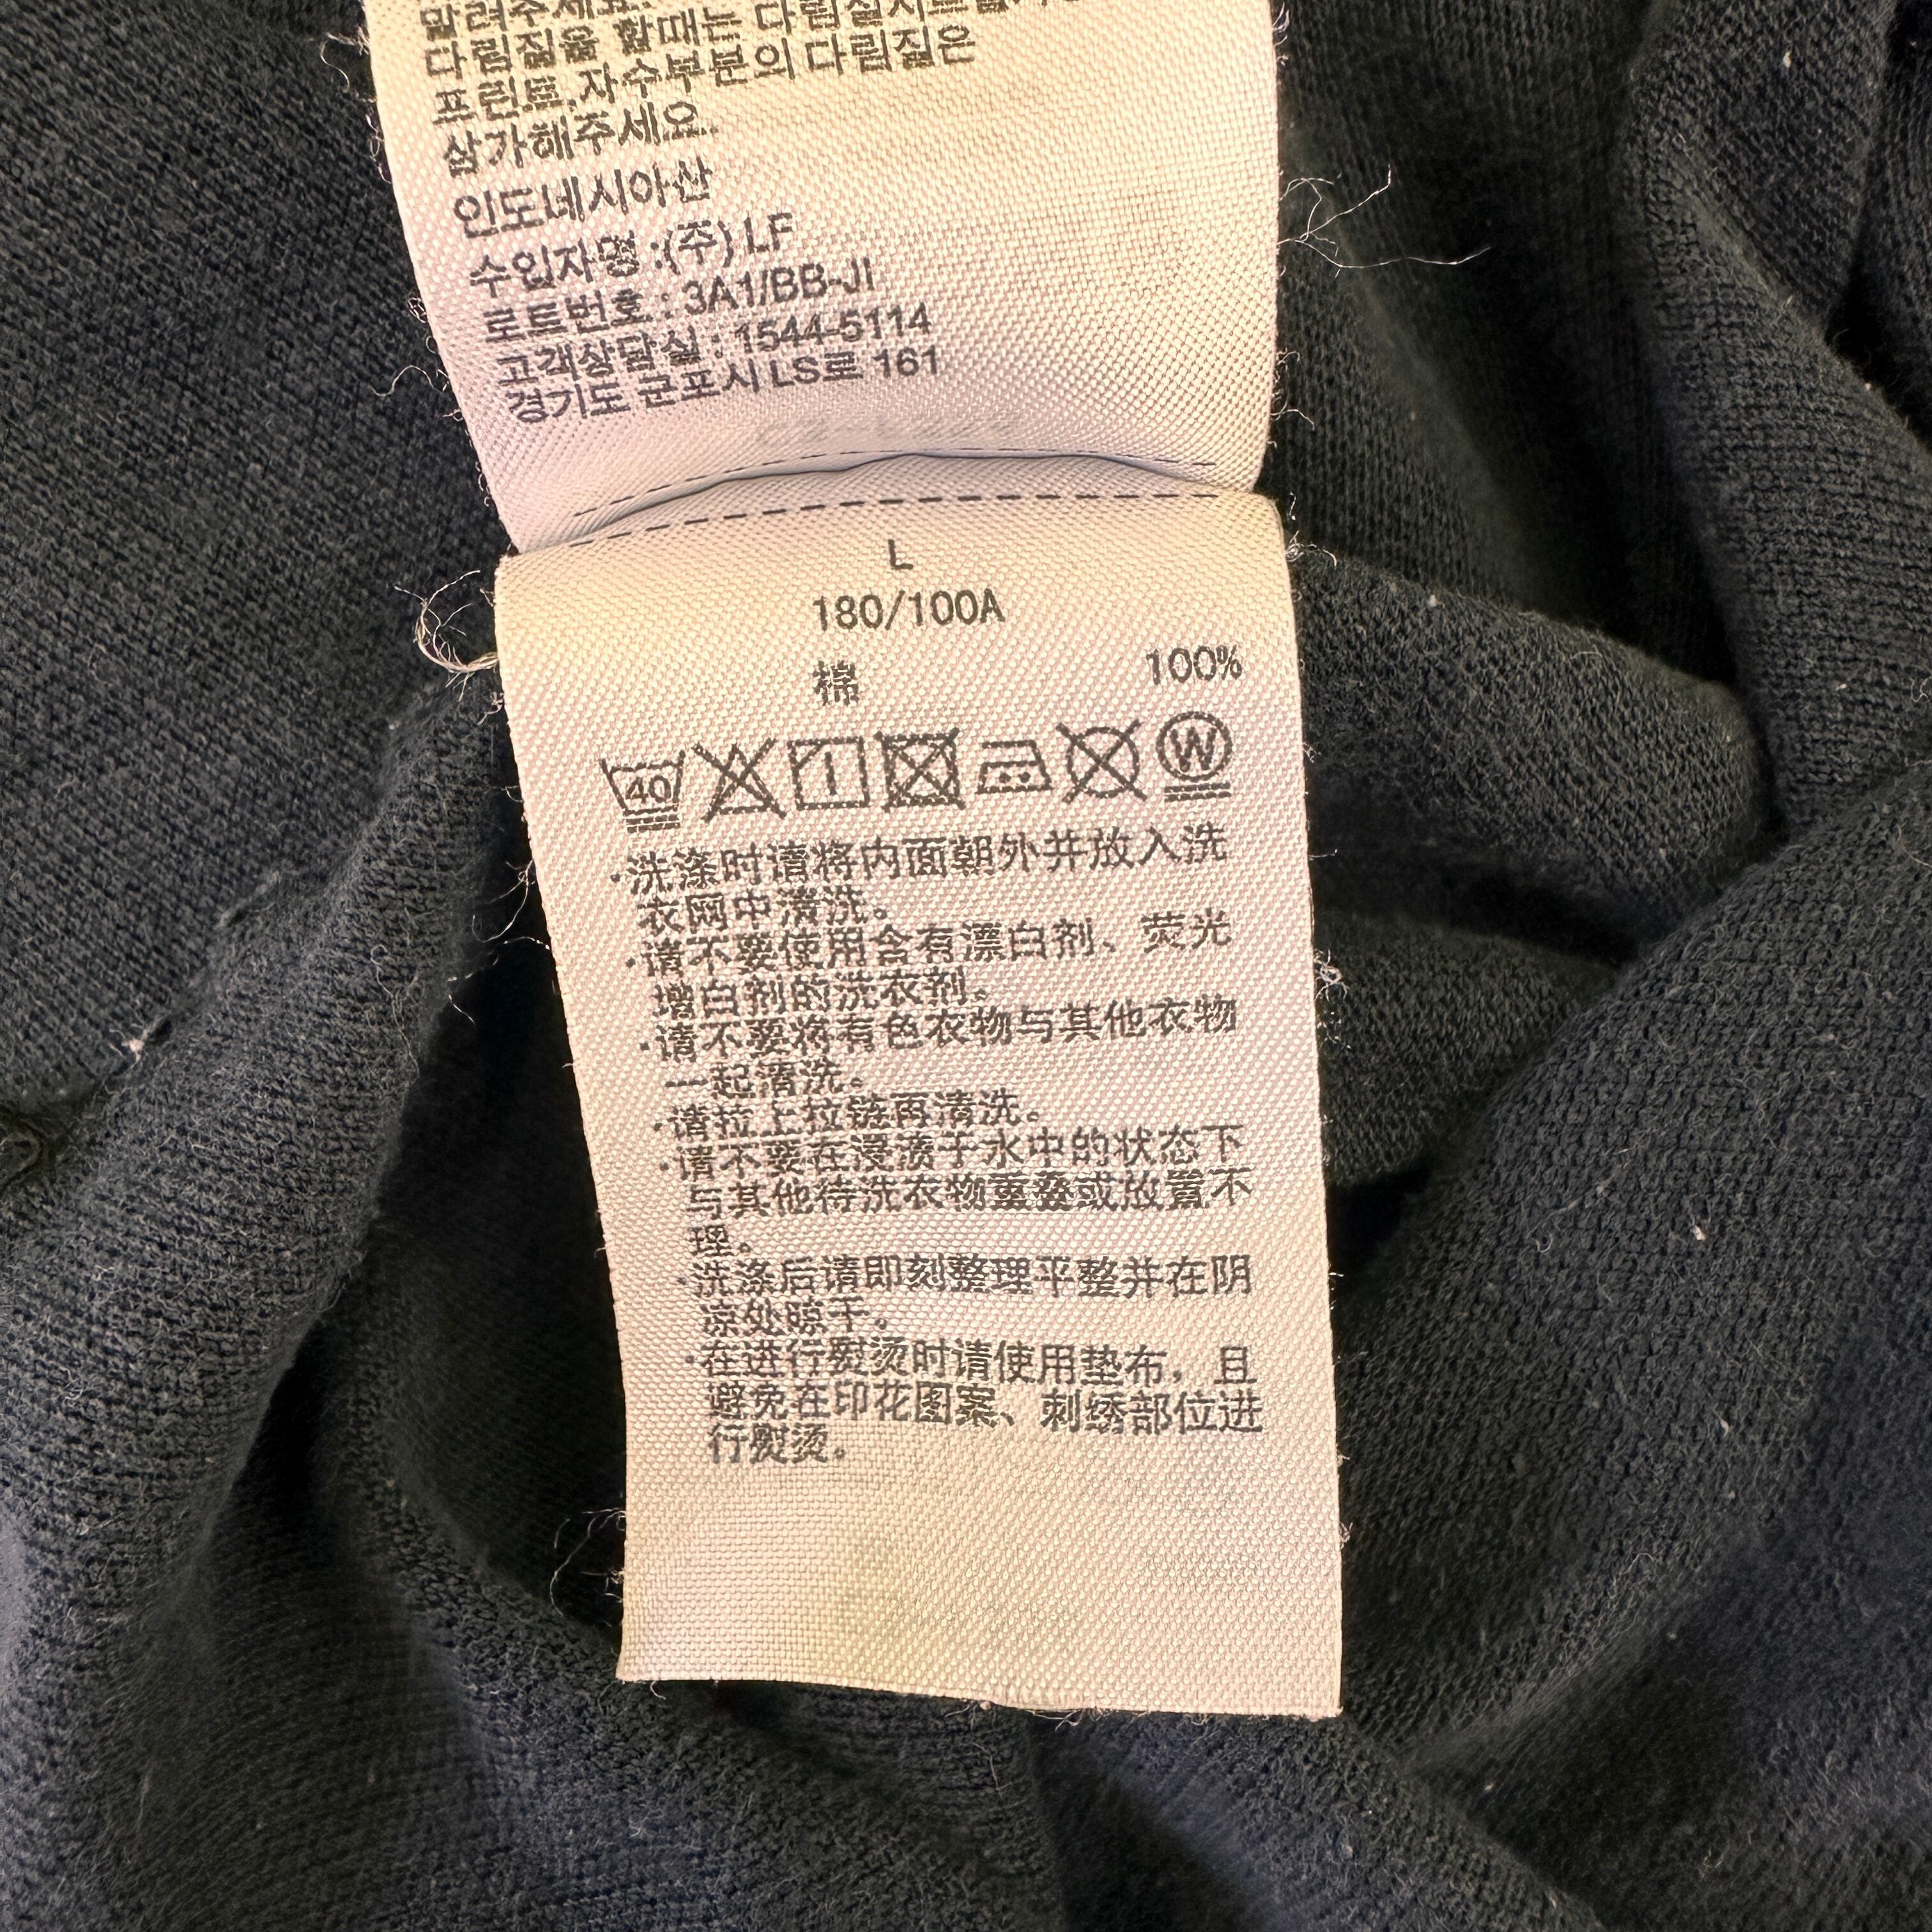 말려주세요.
다림질을 할때는 다림질
프린트,자수부분의 다림질은
삼가해주세요.
인도네시아산
수입자명 :(주) LF
로트번호 : 3A1/BB-JI
고객상담실 : 1544-5114
경기도 군포시 LS로 161
L
180/100A
棉 100%
40
W
·洗涤时请将内面朝外并放入洗
衣网中清洗。
·请不要使用含有漂白剂、荧光
增白剂的洗衣剂。
·请不要将有色衣物与其他衣物
一起清洗。
·请拉上拉链再清洗。
·请不要在浸渍于水中的状态下
与其他待洗衣物重叠或放置不
理。
·洗涤后请即刻整理平整并在阴
凉处晾干。
·在进行熨烫时请使用垫布，且
避免在印花图案、刺绣部位进
行熨烫。